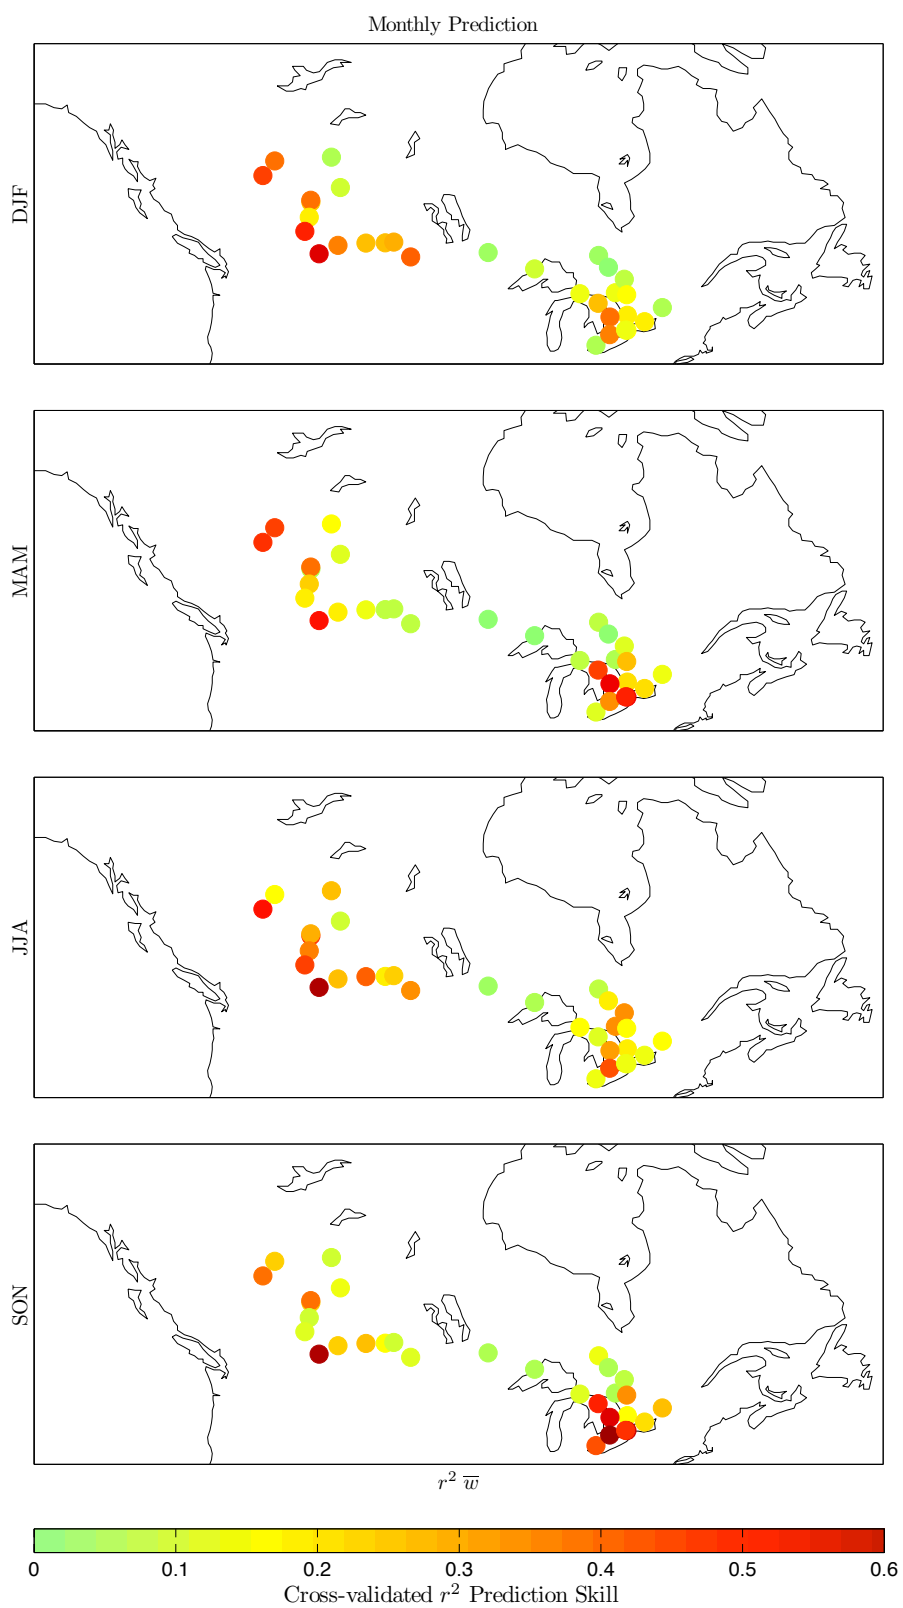 Monthly Prediction
DJF
MAM
JJA
SON
r² w̅
0 0.1 0.2 0.3 0.4 0.5 0.6
Cross-validated r² Prediction Skill